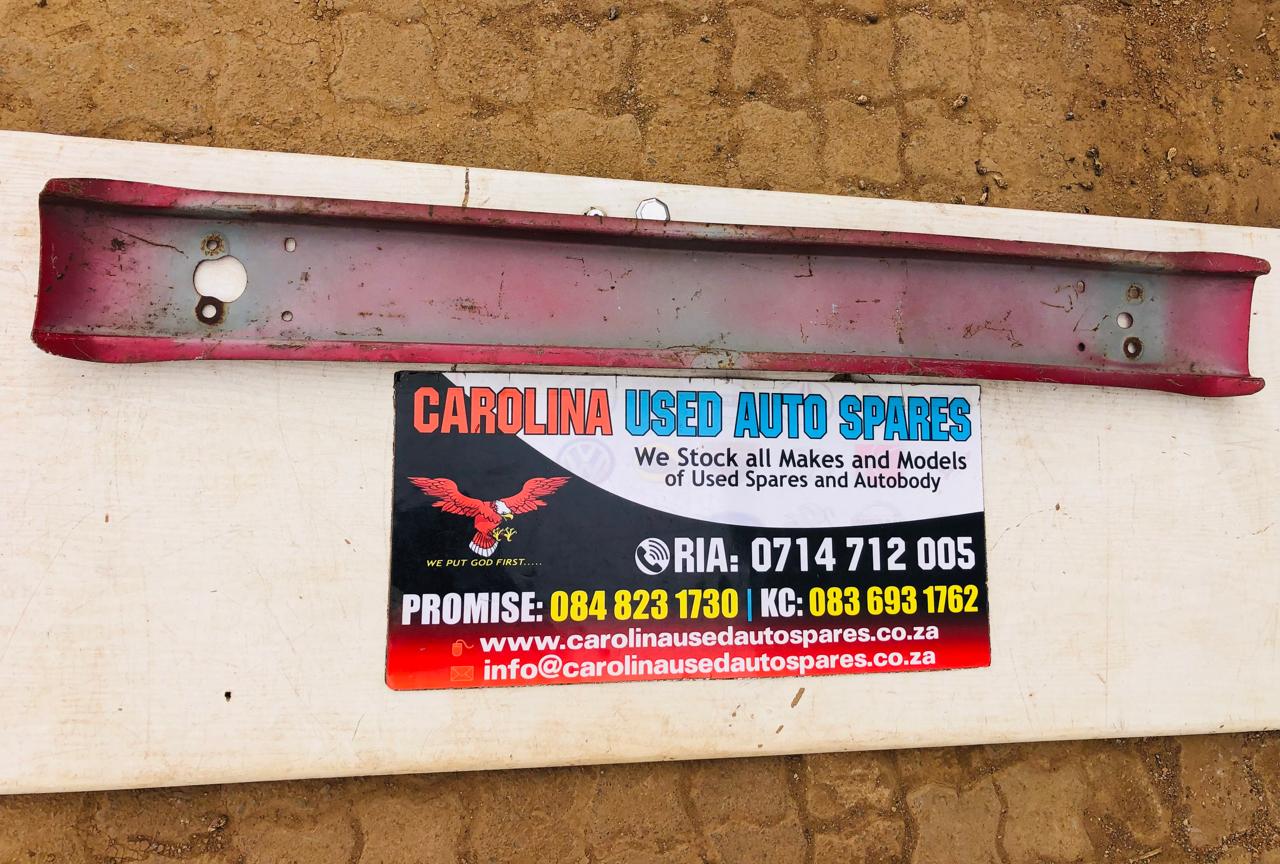 CAROLINA USED AUTO SPARES
We Stock all Makes and Models
of Used Spares and Autobody
WE PUT GOD FIRST.....
RIA: 0714 712 005
PROMISE: 084 823 1730 | KC: 083 693 1762
www.carolinausedautospares.co.za
info@carolinausedautospares.co.za